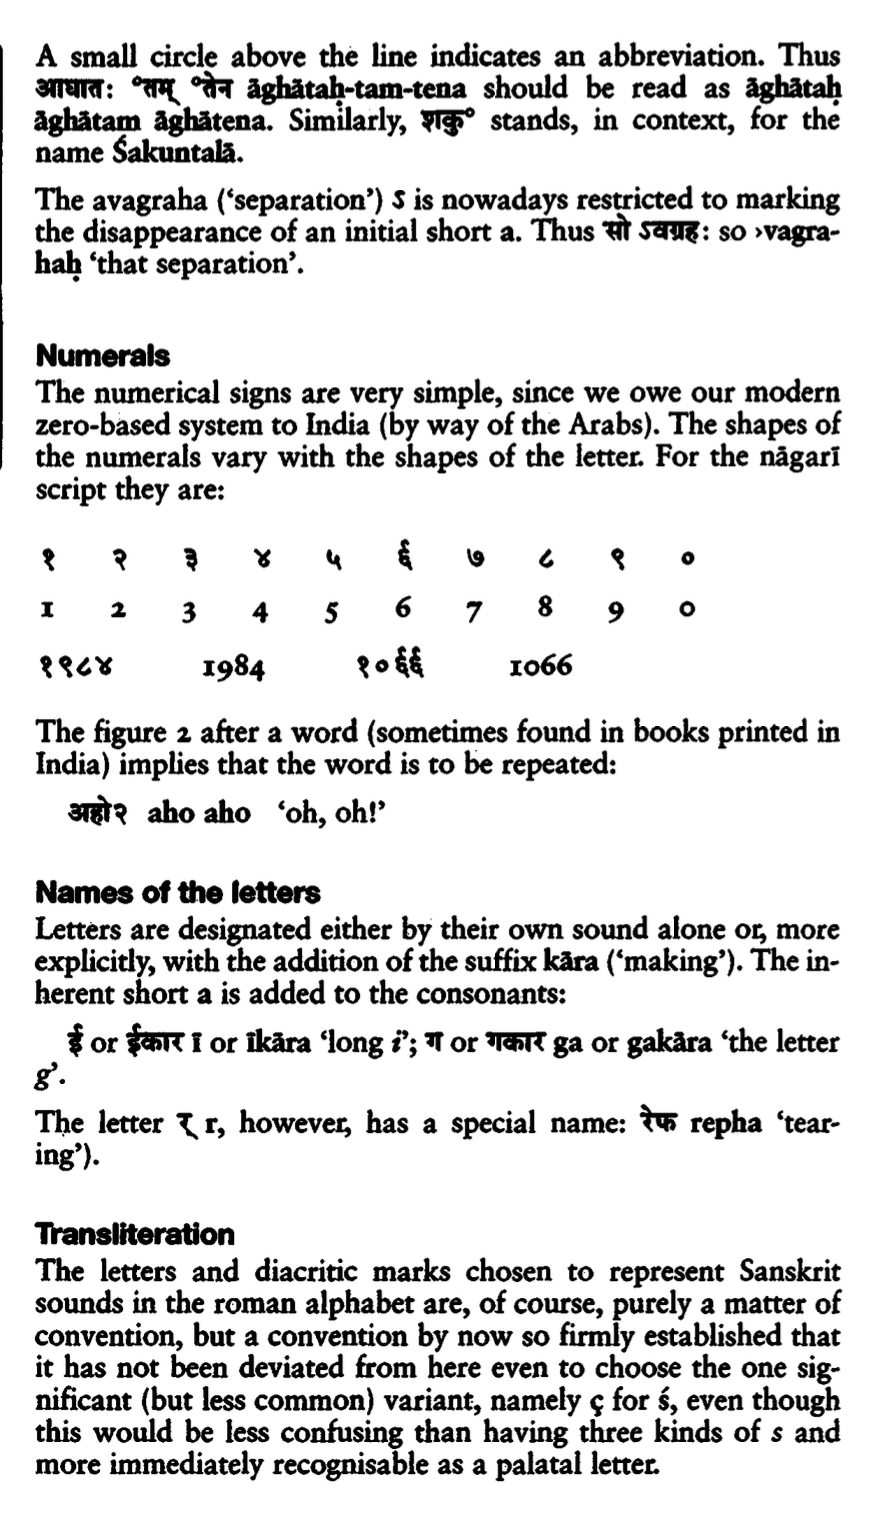 A small circle above the line indicates an abbreviation. Thus
आघातः °तम् °तेन āghātaḥ-tam-tena should be read as āghātaḥ
āghātam āghātena. Similarly, शकु° stands, in context, for the
name Śakuntalā.
The avagraha (‘separation’) ऽ is nowadays restricted to marking
the disappearance of an initial short a. Thus सो ऽवग्रहः so ›vagra-
haḥ ‘that separation’.
Numerals
The numerical signs are very simple, since we owe our modern
zero-based system to India (by way of the Arabs). The shapes of
the numerals vary with the shapes of the letter. For the nāgarī
script they are:
१ २ ३ ४ ५ ६ ७ ८ ९ ०
1 2 3 4 5 6 7 8 9 0
१९८४ 1984 १०६६ 1066
The figure 2 after a word (sometimes found in books printed in
India) implies that the word is to be repeated:
अहो२ aho aho ‘oh, oh!’
Names of the letters
Letters are designated either by their own sound alone or, more
explicitly, with the addition of the suffix kāra (‘making’). The in-
herent short a is added to the consonants:
ई or ईकार ī or īkāra ‘long i’; ग or गकार ga or gakāra ‘the letter
g’.
The letter र् r, however, has a special name: रेफ repha ‘tear-
ing’).
Transliteration
The letters and diacritic marks chosen to represent Sanskrit
sounds in the roman alphabet are, of course, purely a matter of
convention, but a convention by now so firmly established that
it has not been deviated from here even to choose the one sig-
nificant (but less common) variant, namely ç for ś, even though
this would be less confusing than having three kinds of s and
more immediately recognisable as a palatal letter.